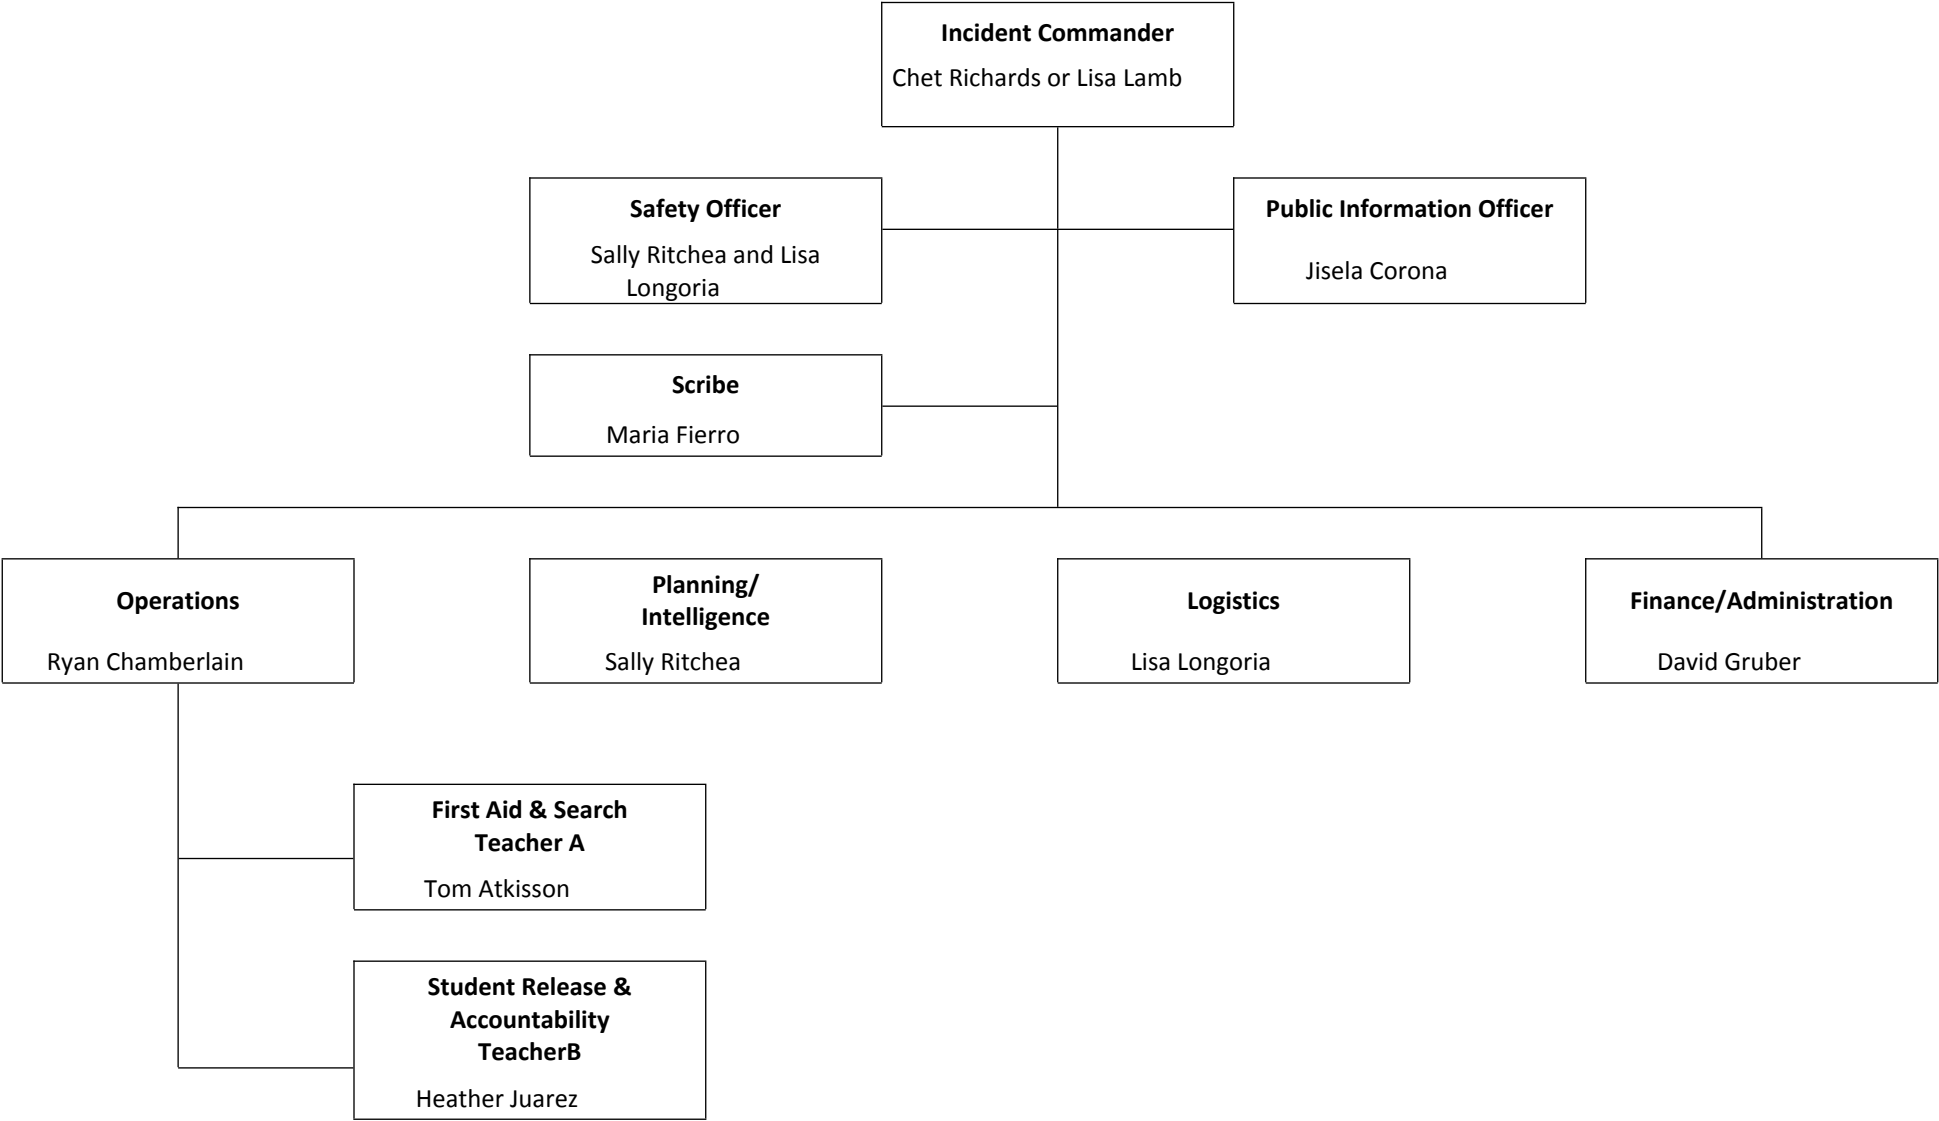 Incident Commander
Chet Richards or Lisa Lamb
Safety Officer
Sally Ritchea and Lisa
Longoria
Public Information Officer
Jisela Corona
Scribe
Maria Fierro
Operations
Ryan Chamberlain
Planning/
Intelligence
Sally Ritchea
Logistics
Lisa Longoria
Finance/Administration
David Gruber
First Aid & Search
Teacher A
Tom Atkisson
Student Release &
Accountability
TeacherB
Heather Juarez